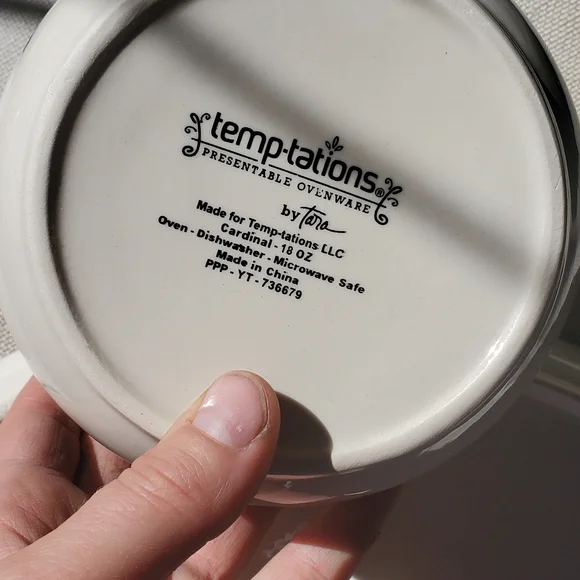 temp-tations®
PRESENTABLE OVENWARE
by Tara
Made for Temp-tations LLC
Cardinal - 18 OZ
Oven - Dishwasher - Microwave Safe
Made in China
PPP - YT - 736679